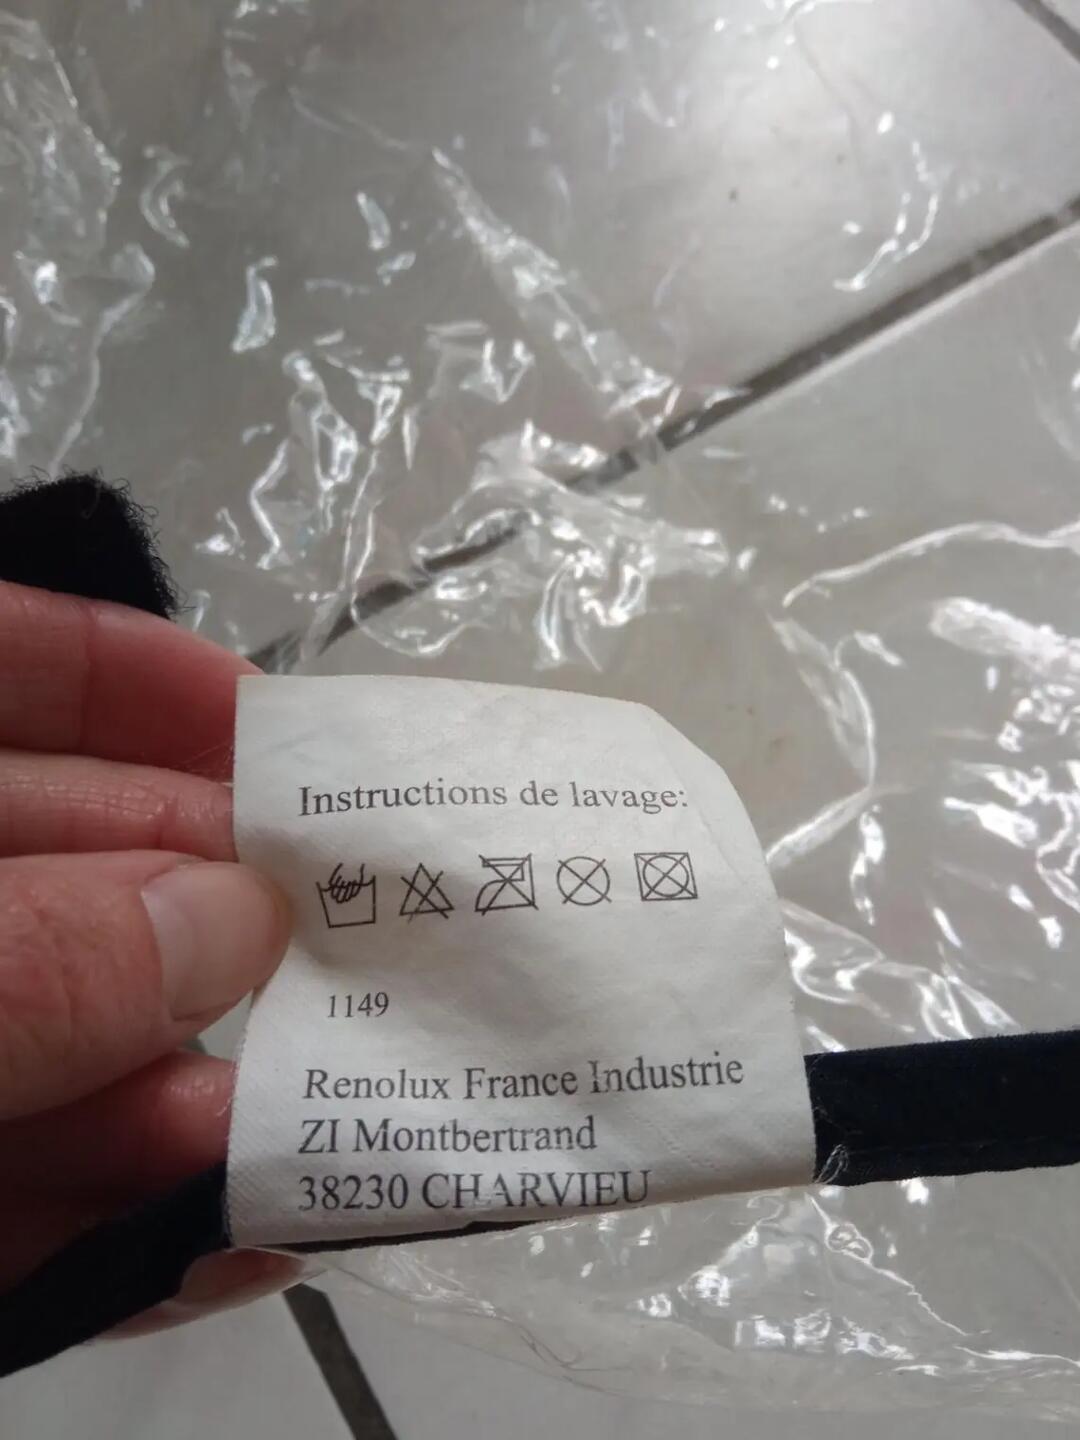 Instructions de lavage:
1149
Renolux France Industrie
ZI Montbertrand
38230 CHARVIEU